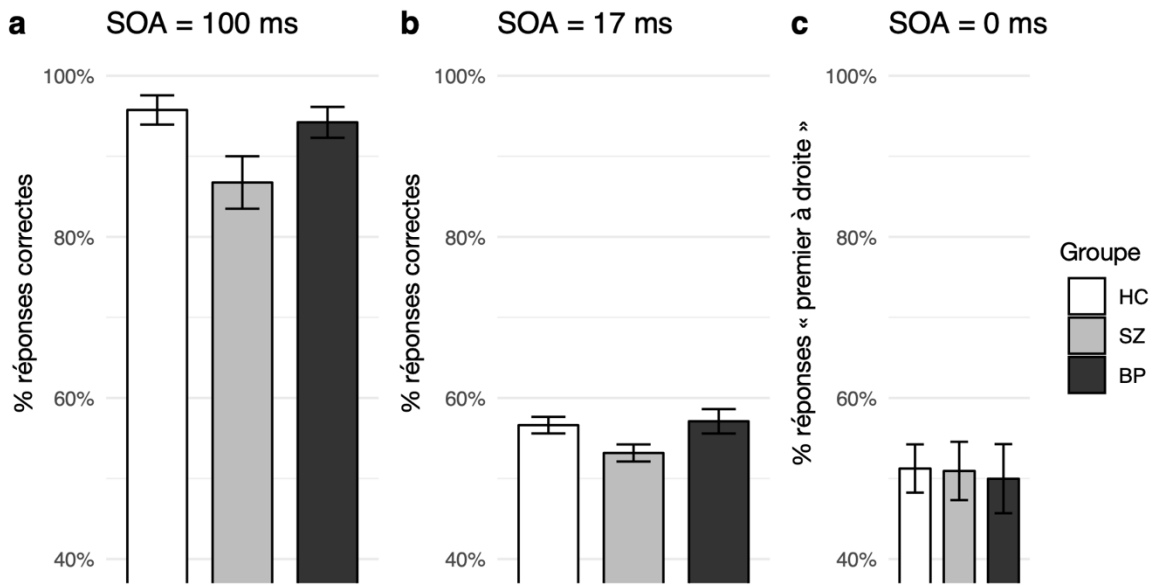 a SOA = 100 ms
100%
80%
60%
40%
% réponses correctes
b SOA = 17 ms
100%
80%
60%
40%
% réponses correctes
c SOA = 0 ms
100%
80%
60%
40%
% réponses « premier à droite »
Groupe
HC
SZ
BP